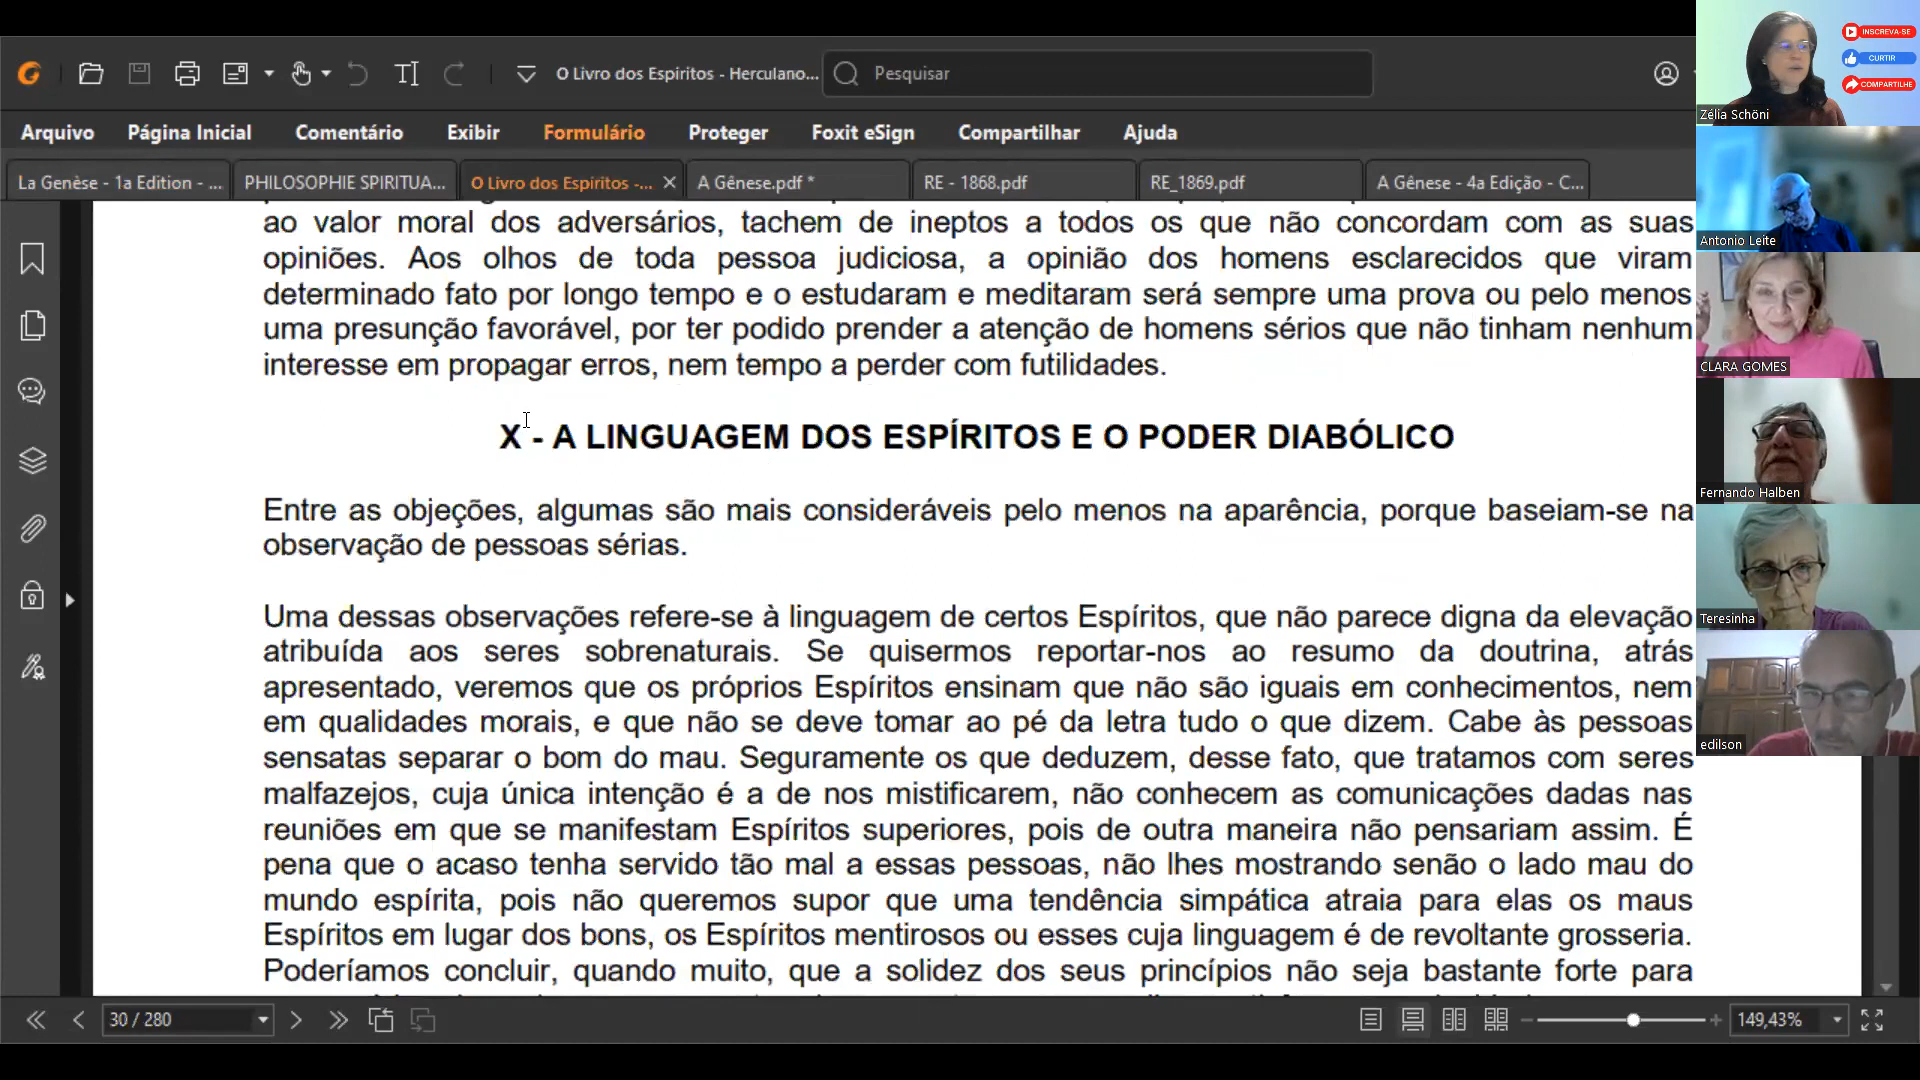 O Livro dos Espiritos - Herculano...
Pesquisar
Arquivo Página Inicial Comentário Exibir Formulário Proteger Foxit eSign Compartilhar Ajuda
La Genèse - 1a Edition - ...
PHILOSOPHIE SPIRITUA...
O Livro dos Espiritos -...
A Gênese.pdf *
RE - 1868.pdf
RE_1869.pdf
A Gênese - 4a Edição - C...
ao valor moral dos adversários, tachem de ineptos a todos os que não concordam com as suas
opiniões. Aos olhos de toda pessoa judiciosa, a opinião dos homens esclarecidos que viram
determinado fato por longo tempo e o estudaram e meditaram será sempre uma prova ou pelo menos
uma presunção favorável, por ter podido prender a atenção de homens sérios que não tinham nenhum
interesse em propagar erros, nem tempo a perder com futilidades.
X - A LINGUAGEM DOS ESPÍRITOS E O PODER DIABÓLICO
Entre as objeções, algumas são mais consideráveis pelo menos na aparência, porque baseiam-se na
observação de pessoas sérias.
Uma dessas observações refere-se à linguagem de certos Espíritos, que não parece digna da elevação
atribuída aos seres sobrenaturais. Se quisermos reportar-nos ao resumo da doutrina, atrás
apresentado, veremos que os próprios Espíritos ensinam que não são iguais em conhecimentos, nem
em qualidades morais, e que não se deve tomar ao pé da letra tudo o que dizem. Cabe às pessoas
sensatas separar o bom do mau. Seguramente os que deduzem, desse fato, que tratamos com seres
malfazejos, cuja única intenção é a de nos mistificarem, não conhecem as comunicações dadas nas
reuniões em que se manifestam Espíritos superiores, pois de outra maneira não pensariam assim. É
pena que o acaso tenha servido tão mal a essas pessoas, não lhes mostrando senão o lado mau do
mundo espírita, pois não queremos supor que uma tendência simpática atraia para elas os maus
Espíritos em lugar dos bons, os Espíritos mentirosos ou esses cuja linguagem é de revoltante grosseria.
Poderíamos concluir, quando muito, que a solidez dos seus princípios não seja bastante forte para
30 / 280
149,43%
INSCREVA-SE
CURTIR
COMPARTILHE
Zélia Schöni
Antonio Leite
CLARA GOMES
Fernando Halben
Teresinha
edilson